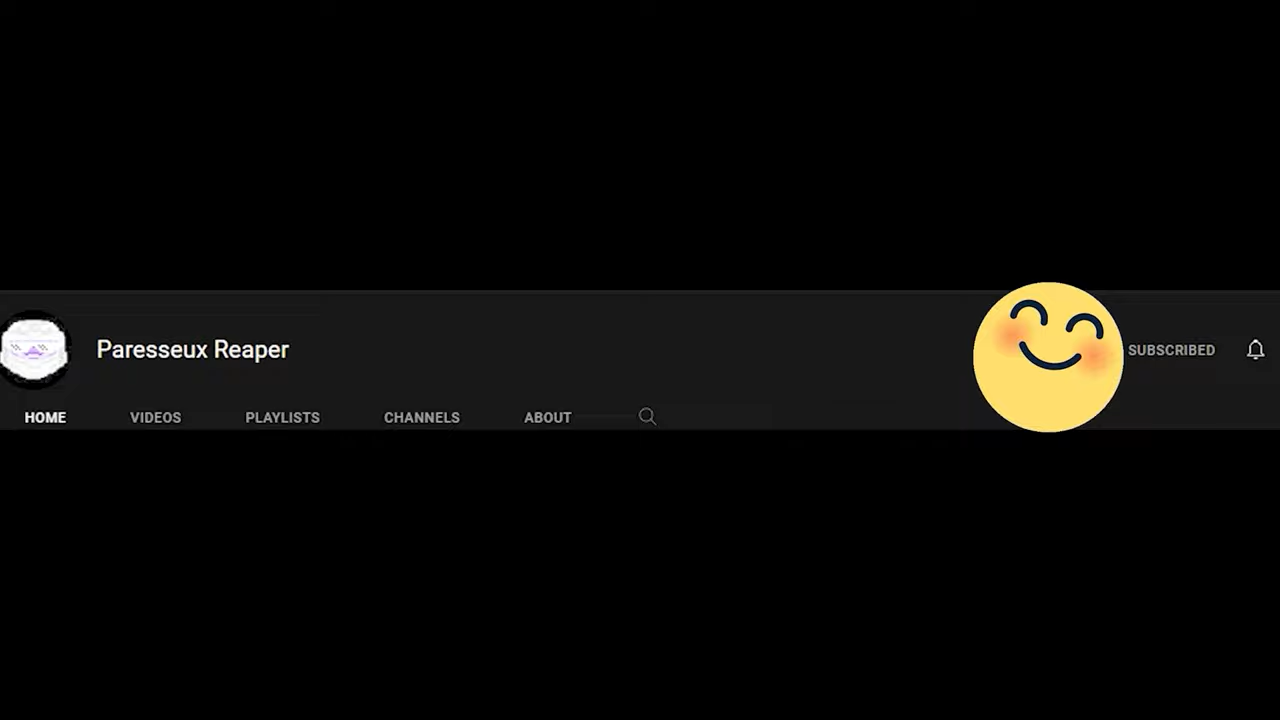 Paresseux Reaper
SUBSCRIBED
HOME VIDEOS PLAYLISTS CHANNELS ABOUT